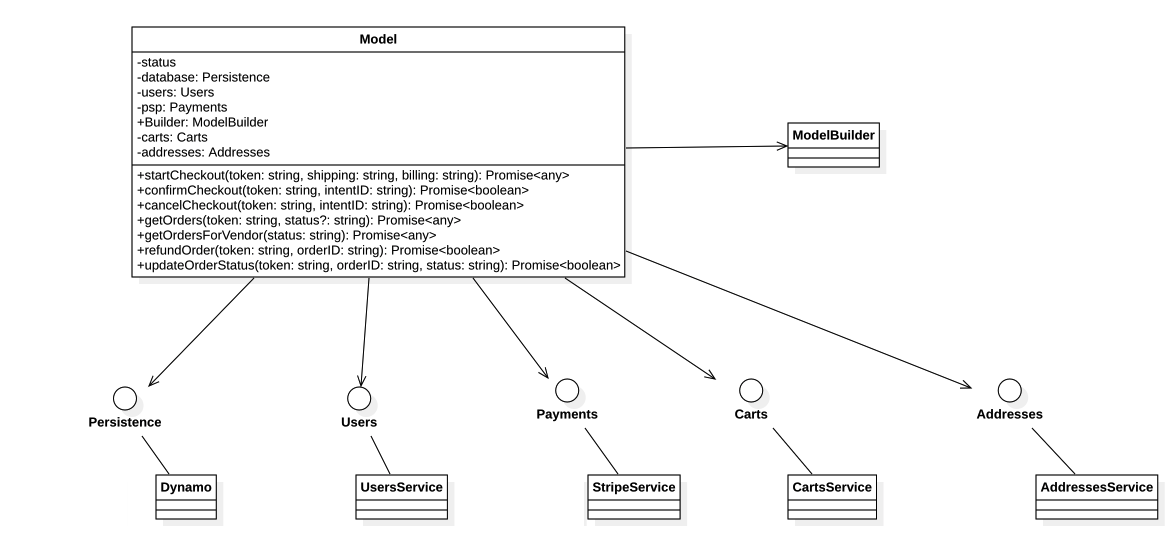 Model
-status
-database: Persistence
-users: Users
-psp: Payments
+Builder: ModelBuilder
-carts: Carts
-addresses: Addresses
ModelBuilder
+startCheckout(token: string, shipping: string, billing: string): Promise<any>
+confirmCheckout(token: string, intentID: string): Promise<boolean>
+cancelCheckout(token: string, intentID: string): Promise<boolean>
+getOrders(token: string, status?: string): Promise<any>
+getOrdersForVendor(status: string): Promise<any>
+refundOrder(token: string, orderID: string): Promise<boolean>
+updateOrderStatus(token: string, orderID: string, status: string): Promise<boolean>
Persistence
Users
Payments
Carts
Addresses
Dynamo
UsersService
StripeService
CartsService
AddressesService